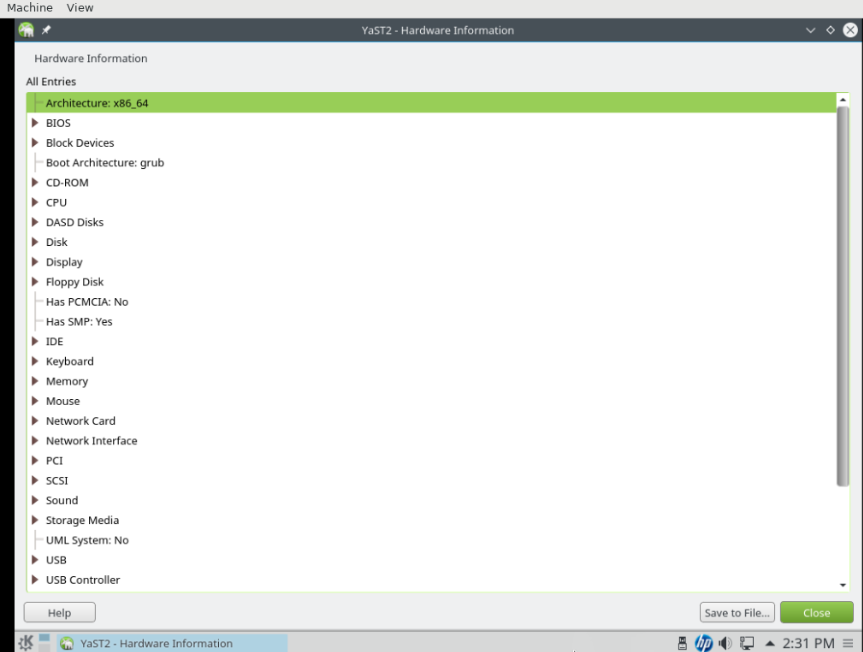 Machine View
YaST2 - Hardware Information
Hardware Information
All Entries
Architecture: x86_64
BIOS
Block Devices
Boot Architecture: grub
CD-ROM
CPU
DASD Disks
Disk
Display
Floppy Disk
Has PCMCIA: No
Has SMP: Yes
IDE
Keyboard
Memory
Mouse
Network Card
Network Interface
PCI
SCSI
Sound
Storage Media
UML System: No
USB
USB Controller
Help Save to File... Close
YaST2 - Hardware Information hp 2:31 PM